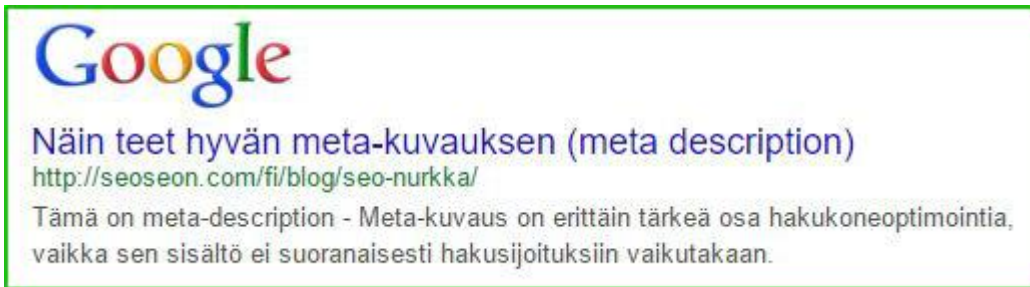 Google
Näin teet hyvän meta-kuvauksen (meta description)
http://seoseon.com/fi/blog/seo-nurkka/
Tämä on meta-description - Meta-kuvaus on erittäin tärkeä osa hakukoneoptimointia,
vaikka sen sisältö ei suoranaisesti hakusijoituksiin vaikutakaan.